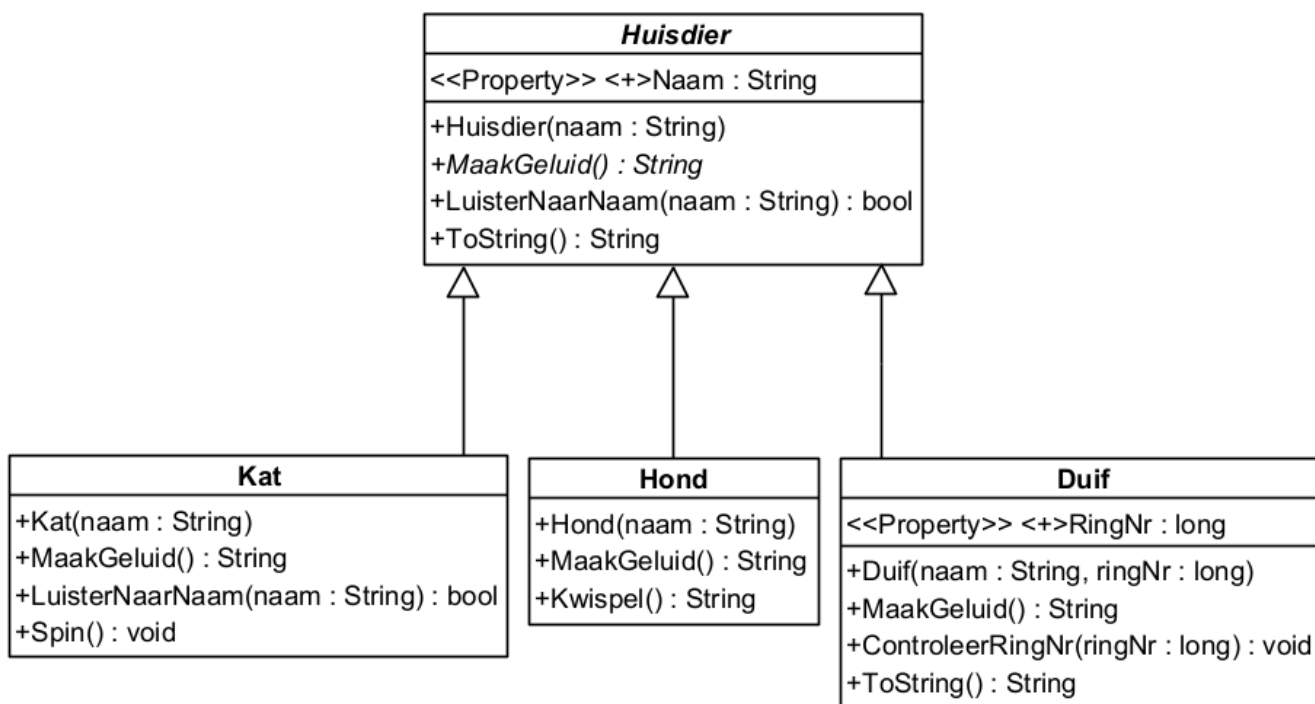 Huisdier
<<Property>> <+>Naam : String
+Huisdier(naam : String)
+MaakGeluid() : String
+LuisterNaarNaam(naam : String) : bool
+ToString() : String
Kat
+Kat(naam : String)
+MaakGeluid() : String
+LuisterNaarNaam(naam : String) : bool
+Spin() : void
Hond
+Hond(naam : String)
+MaakGeluid() : String
+Kwispel() : String
Duif
<<Property>> <+>RingNr : long
+Duif(naam : String, ringNr : long)
+MaakGeluid() : String
+ControleerRingNr(ringNr : long) : void
+ToString() : String